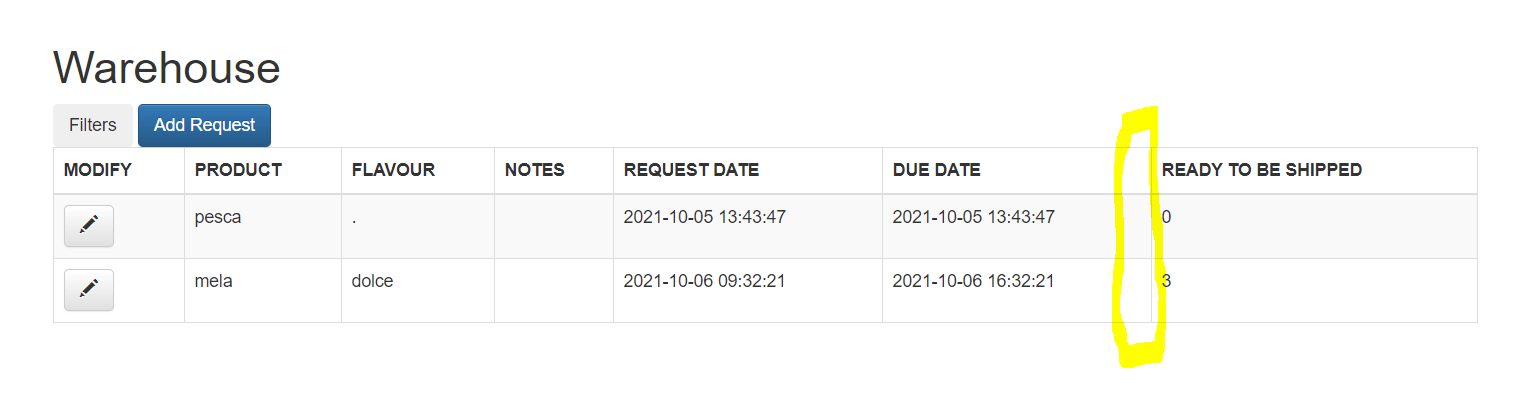 Warehouse
Filters Add Request
MODIFY PRODUCT FLAVOUR NOTES REQUEST DATE DUE DATE READY TO BE SHIPPED
pesca . 2021-10-05 13:43:47 2021-10-05 13:43:47 0
mela dolce 2021-10-06 09:32:21 2021-10-06 16:32:21 3